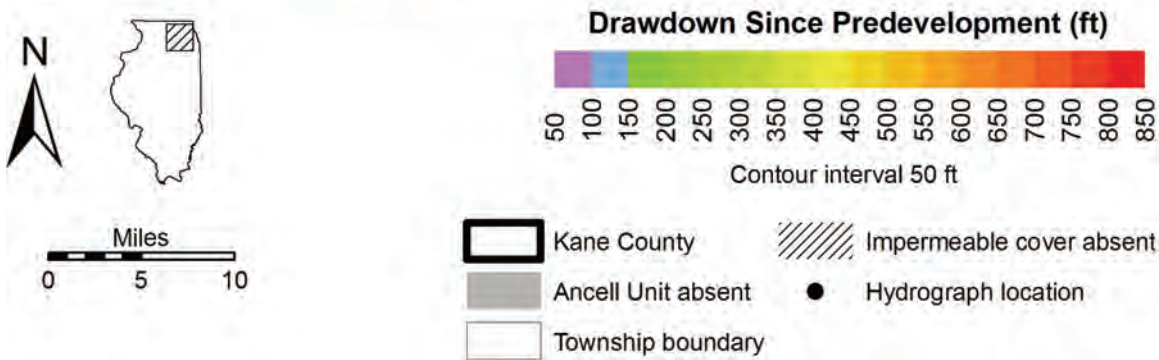 N
Miles
0 10
Drawdown Since Predevelopment (ft)
50 100 150 200 250 300 350 400 450 500 550 600 650 700 750 800 850
Contour interval 50 ft
Kane County
Impermeable cover absent
Ancell Unit absent
Hydrograph location
Township boundary